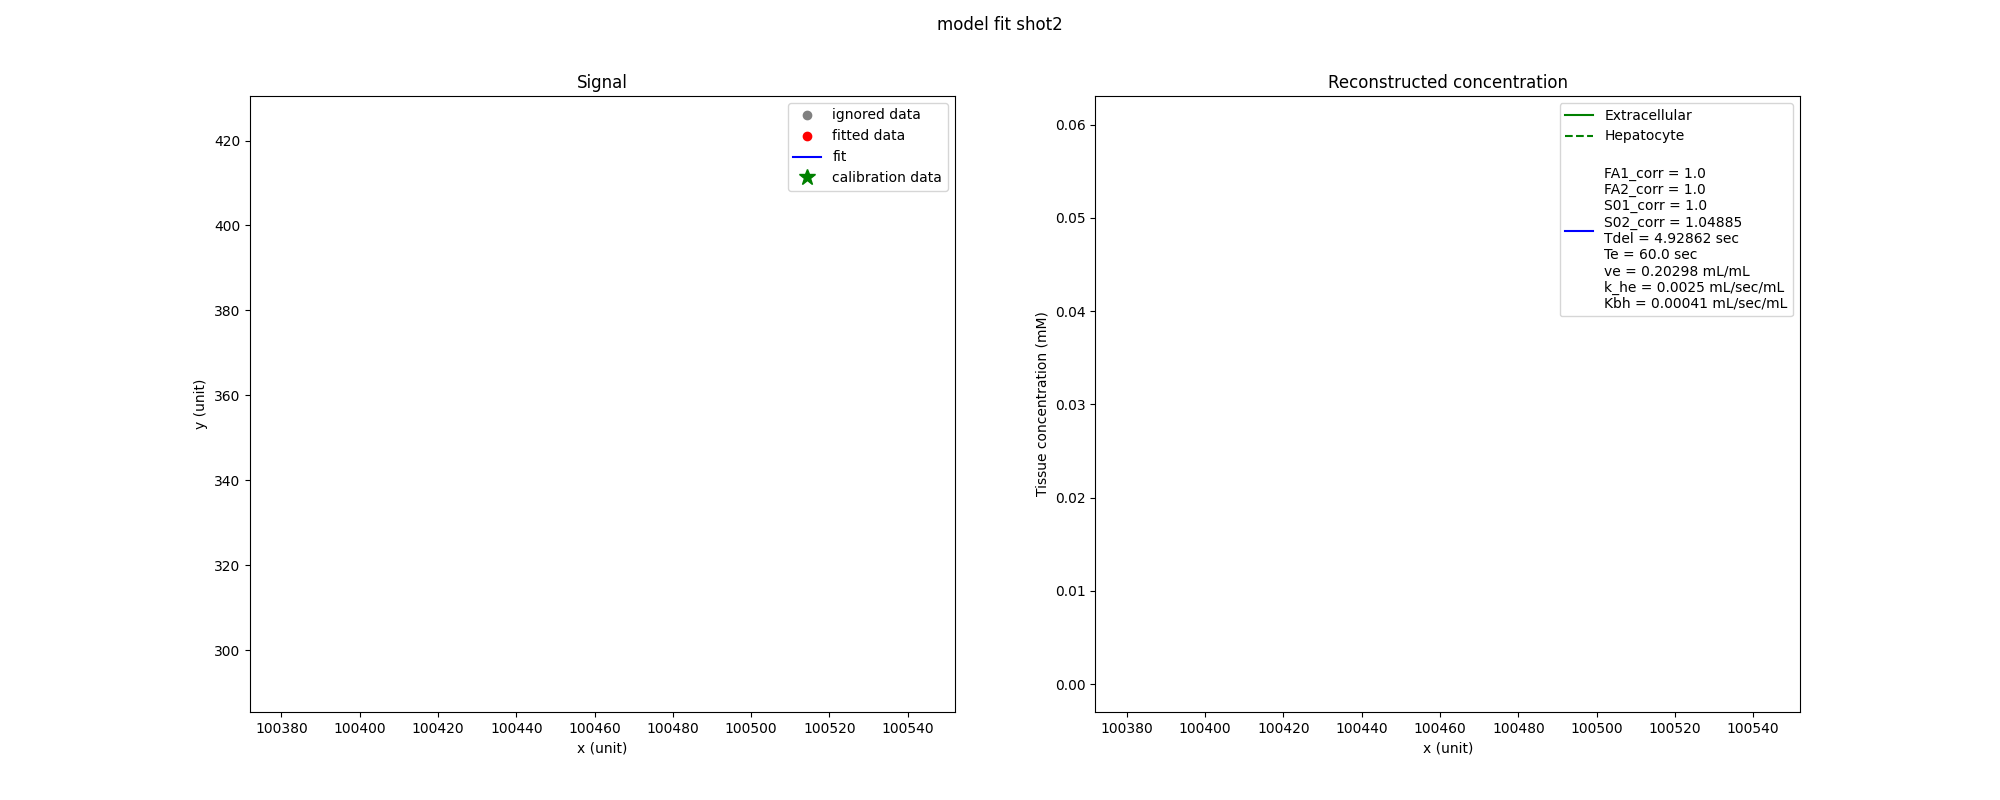 model fit shot2
Signal
ignored data
fitted data
fit
calibration data
420
400
380
360
340
320
300
y (unit)
100380 100400 100420 100440 100460 100480 100500 100520 100540
x (unit)
Reconstructed concentration
Extracellular
Hepatocyte
FA1_corr = 1.0
FA2_corr = 1.0
S01_corr = 1.0
S02_corr = 1.04885
Tdel = 4.92862 sec
Te = 60.0 sec
ve = 0.20298 mL/mL
k_he = 0.0025 mL/sec/mL
Kbh = 0.00041 mL/sec/mL
0.06
0.05
0.04
0.03
0.02
0.01
0.00
Tissue concentration (mM)
100380 100400 100420 100440 100460 100480 100500 100520 100540
x (unit)